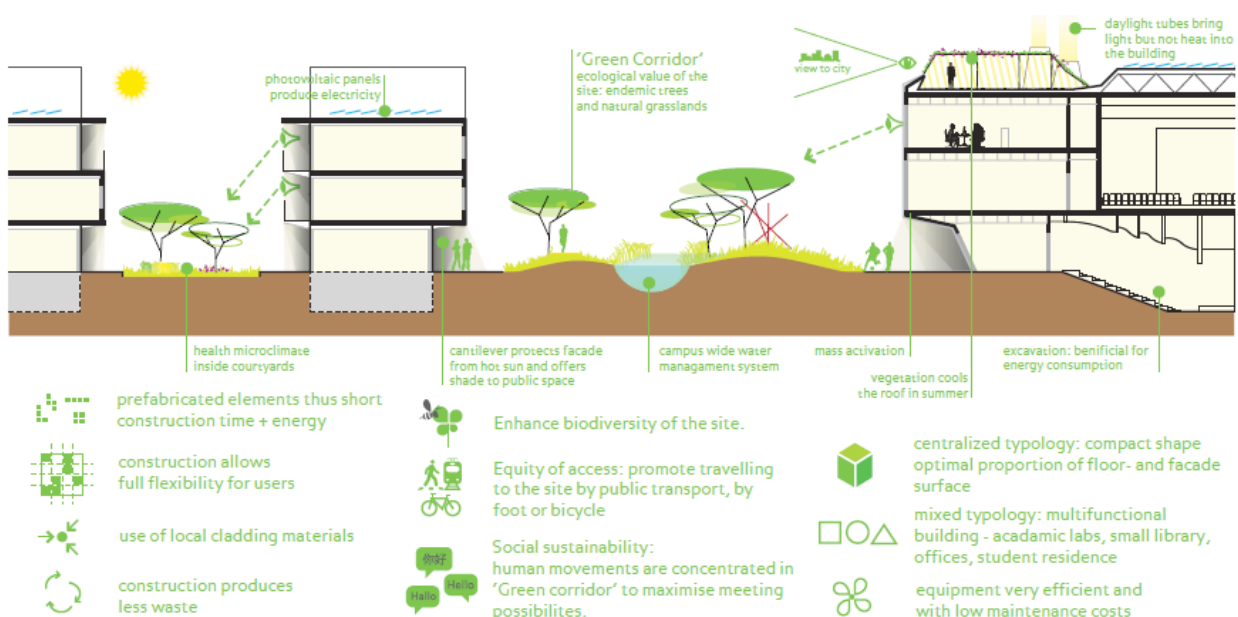 daylight tubes bring
light but not heat into
the building
'Green Corridor'
ecological value of the
site: endemic trees
and natural grasslands
view to city
photovoltaic panels
produce electricity
health microclimate
inside courtyards
cantilever protects facade
from hot sun and offers
shade to public space
campus wide water
managament system
mass activation
vegetation cools
the roof in summer
excavation: benificial for
energy consumption
prefabricated elements thus short
construction time + energy
construction allows
full flexibility for users
use of local cladding materials
construction produces
less waste
Enhance biodiversity of the site.
Equity of access: promote travelling
to the site by public transport, by
foot or bicycle
你好
Hallo
Hello
Social sustainability:
human movements are concentrated in
'Green corridor' to maximise meeting
possibilites.
centralized typology: compact shape
optimal proportion of floor- and facade
surface
mixed typology: multifunctional
building - acadamic labs, small library,
offices, student residence
equipment very efficient and
with low maintenance costs